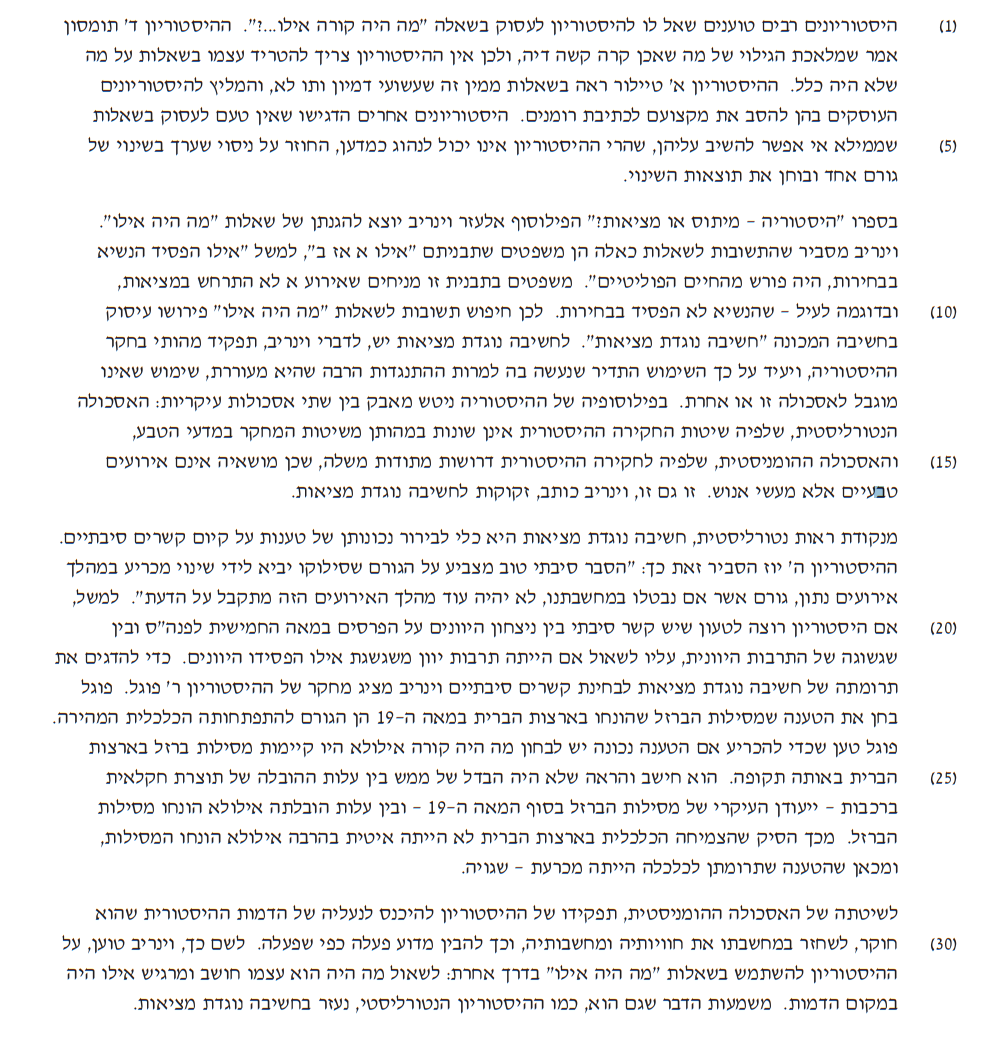 (1) היסטוריונים רבים טוענים שאל לו להיסטוריון לעסוק בשאלה "מה היה קורה אילו...?". ההיסטוריון ד' תומסון
אמר שמלאכת הגילוי של מה שאכן קרה קשה דיה, ולכן אין ההיסטוריון צריך להטריד עצמו בשאלות על מה
שלא היה כלל. ההיסטוריון א' טיילור ראה בשאלות ממין זה שעשועי דמיון ותו לא, והמליץ להיסטוריונים
העוסקים בהן להסב את מקצועם לכתיבת רומנים. היסטוריונים אחרים הדגישו שאין טעם לעסוק בשאלות
(5) שממילא אי אפשר להשיב עליהן, שהרי ההיסטוריון אינו יכול לנהוג כמדען, החוזר על ניסוי שערך בשינוי של
גורם אחד ובוחן את תוצאות השינוי.
בספרו "היסטוריה – מיתוס או מציאות?" הפילוסוף אלעזר וינריב יוצא להגנתן של שאלות "מה היה אילו".
וינריב מסביר שהתשובות לשאלות כאלה הן משפטים שתבניתם "אילו א אז ב", למשל "אילו הפסיד הנשיא
בבחירות, היה פורש מהחיים הפוליטיים". משפטים בתבנית זו מניחים שאירוע א לא התרחש במציאות,
(10) ובדוגמה לעיל – שהנשיא לא הפסיד בבחירות. לכן חיפוש תשובות לשאלות "מה היה אילו" פירושו עיסוק
בחשיבה המכונה "חשיבה נוגדת מציאות". לחשיבה נוגדת מציאות יש, לדברי וינריב, תפקיד מהותי בחקר
ההיסטוריה, ויעיד על כך השימוש התדיר שנעשה בה למרות ההתנגדות הרבה שהיא מעוררת, שימוש שאינו
מוגבל לאסכולה זו או אחרת. בפילוסופיה של ההיסטוריה ניטש מאבק בין שתי אסכולות עיקריות: האסכולה
הנטורליסטית, שלפיה שיטות החקירה ההיסטורית אינן שונות במהותן משיטות המחקר במדעי הטבע,
(15) והאסכולה ההומניסטית, שלפיה לחקירה ההיסטורית דרושות מתודות משלה, שכן מושאיה אינם אירועים
טבעיים אלא מעשי אנוש. זו גם זו, וינריב כותב, זקוקות לחשיבה נוגדת מציאות.
מנקודת ראות נטורליסטית, חשיבה נוגדת מציאות היא כלי לבירור נכונותן של טענות על קיום קשרים סיבתיים.
ההיסטוריון ה' יוז הסביר זאת כך: "הסבר סיבתי טוב מצביע על הגורם שסילוקו יביא לידי שינוי מכריע במהלך
אירועים נתון, גורם אשר אם נבטלו במחשבתנו, לא יהיה עוד מהלך האירועים הזה מתקבל על הדעת". למשל,
(20) אם היסטוריון רוצה לטעון שיש קשר סיבתי בין ניצחון היוונים על הפרסים במאה החמישית לפנה"ס ובין
שגשוגה של התרבות היוונית, עליו לשאול אם הייתה תרבות יוון משגשגת אילו הפסידו היוונים. כדי להדגים את
תרומתה של חשיבה נוגדת מציאות לבחינת קשרים סיבתיים וינריב מציג מחקר של ההיסטוריון ר' פוגל. פוגל
בחן את הטענה שמסילות הברזל שהונחו בארצות הברית במאה ה-19 הן הגורם להתפתחותה הכלכלית המהירה.
פוגל טען שכדי להכריע אם הטענה נכונה יש לבחון מה היה קורה אילולא היו קיימות מסילות ברזל בארצות
(25) הברית באותה תקופה. הוא חישב והראה שלא היה הבדל של ממש בין עלות ההובלה של תוצרת חקלאית
ברכבות – ייעודן העיקרי של מסילות הברזל בסוף המאה ה-19 – ובין עלות הובלתה אילולא הונחו מסילות
הברזל. מכך הסיק שהצמיחה הכלכלית בארצות הברית לא הייתה איטית בהרבה אילולא הונחו המסילות,
ומכאן שהטענה שתרומתן לכלכלה הייתה מכרעת – שגויה.
לשיטתה של האסכולה ההומניסטית, תפקידו של ההיסטוריון להיכנס לנעליה של הדמות ההיסטורית שהוא
(30) חוקר, לשחזר במחשבתו את חוויותיה ומחשבותיה, וכך להבין מדוע פעלה כפי שפעלה. לשם כך, וינריב טוען, על
ההיסטוריון להשתמש בשאלות "מה היה אילו" בדרך אחרת: לשאול מה היה הוא עצמו חושב ומרגיש אילו היה
במקום הדמות. משמעות הדבר שגם הוא, כמו ההיסטוריון הנטורליסטי, נעזר בחשיבה נוגדת מציאות.